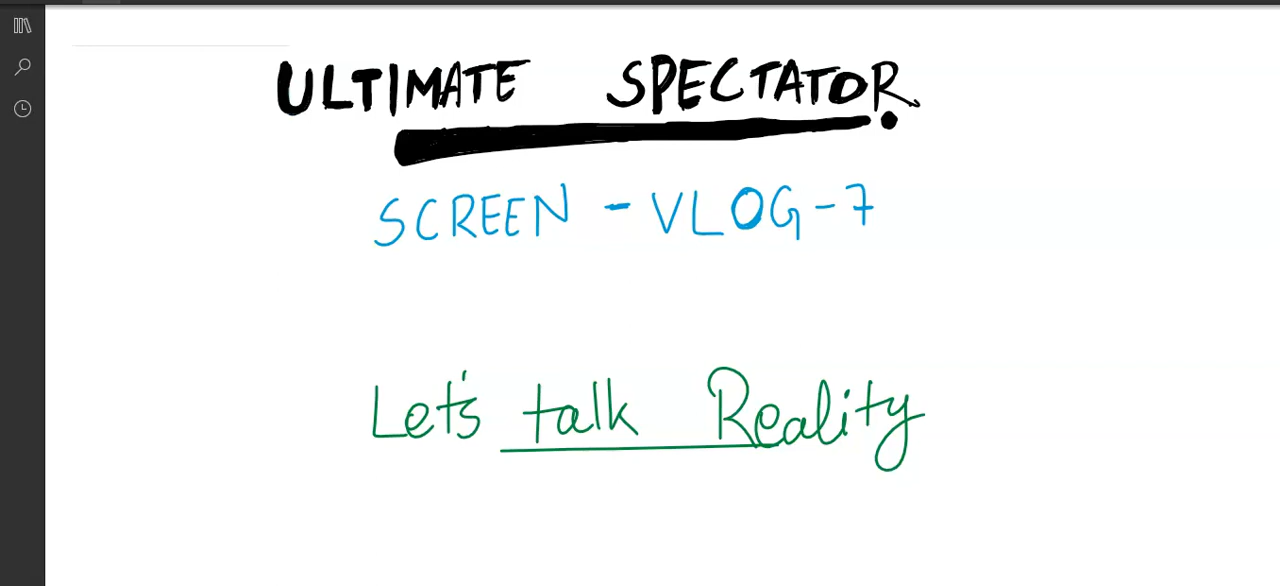 ULTIMATE SPECTATOR.
SCREEN - VLOG-7
Let's talk Reality